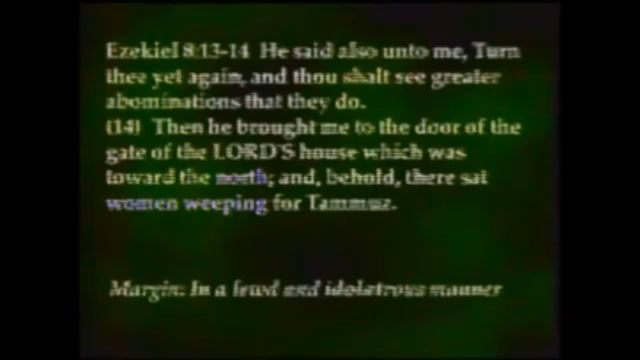 Ezekiel 8:13-14 He said also unto me, Turn
thee yet again, and thou shalt see greater
abominations that they do.
(14) Then he brought me to the door of the
gate of the LORD'S house which was
toward the north; and, behold, there sat
women weeping for Tammuz.
Margin: In a lewd and idolatrous manner